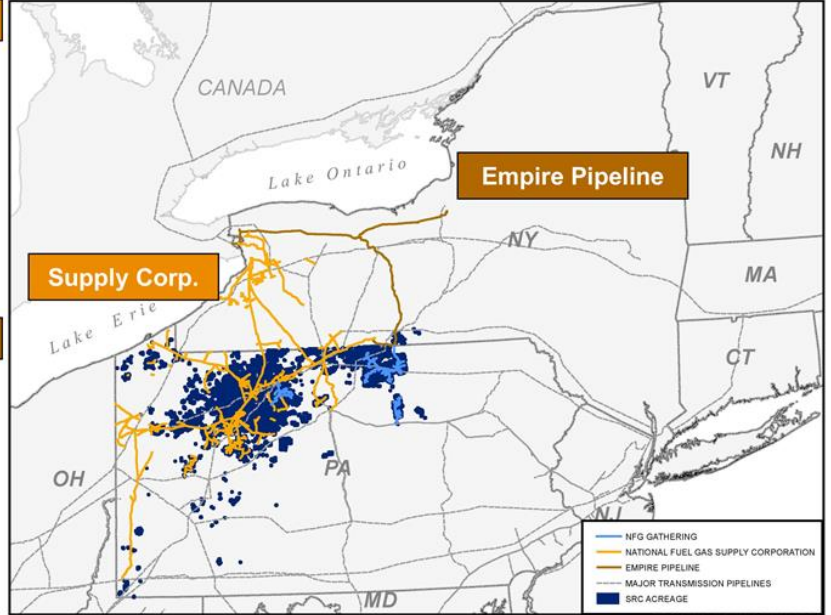 CANADA
VT
NH
Lake Ontario
Empire Pipeline
NY
Supply Corp.
MA
Lake Erie
CT
OH
PA
NJ
MD
NFG GATHERING
NATIONAL FUEL GAS SUPPLY CORPORATION
EMPIRE PIPELINE
MAJOR TRANSMISSION PIPELINES
SRC ACREAGE